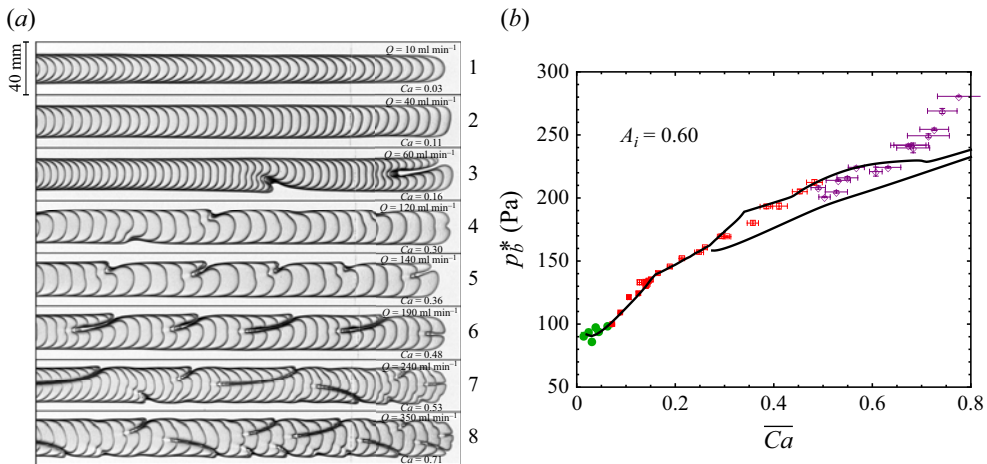 (a)
(b)
40 mm
Q = 10 ml min⁻¹
Ca = 0.03
1
Q = 40 ml min⁻¹
Ca = 0.11
2
Q = 60 ml min⁻¹
Ca = 0.16
3
Q = 120 ml min⁻¹
Ca = 0.30
4
Q = 140 ml min⁻¹
Ca = 0.36
5
Q = 190 ml min⁻¹
Ca = 0.48
6
Q = 240 ml min⁻¹
Ca = 0.53
7
Q = 350 ml min⁻¹
Ca = 0.71
8
300
250
200
150
100
50
p_b* (Pa)
A_i = 0.60
0 0.2 0.4 0.6 0.8
C̅a̅